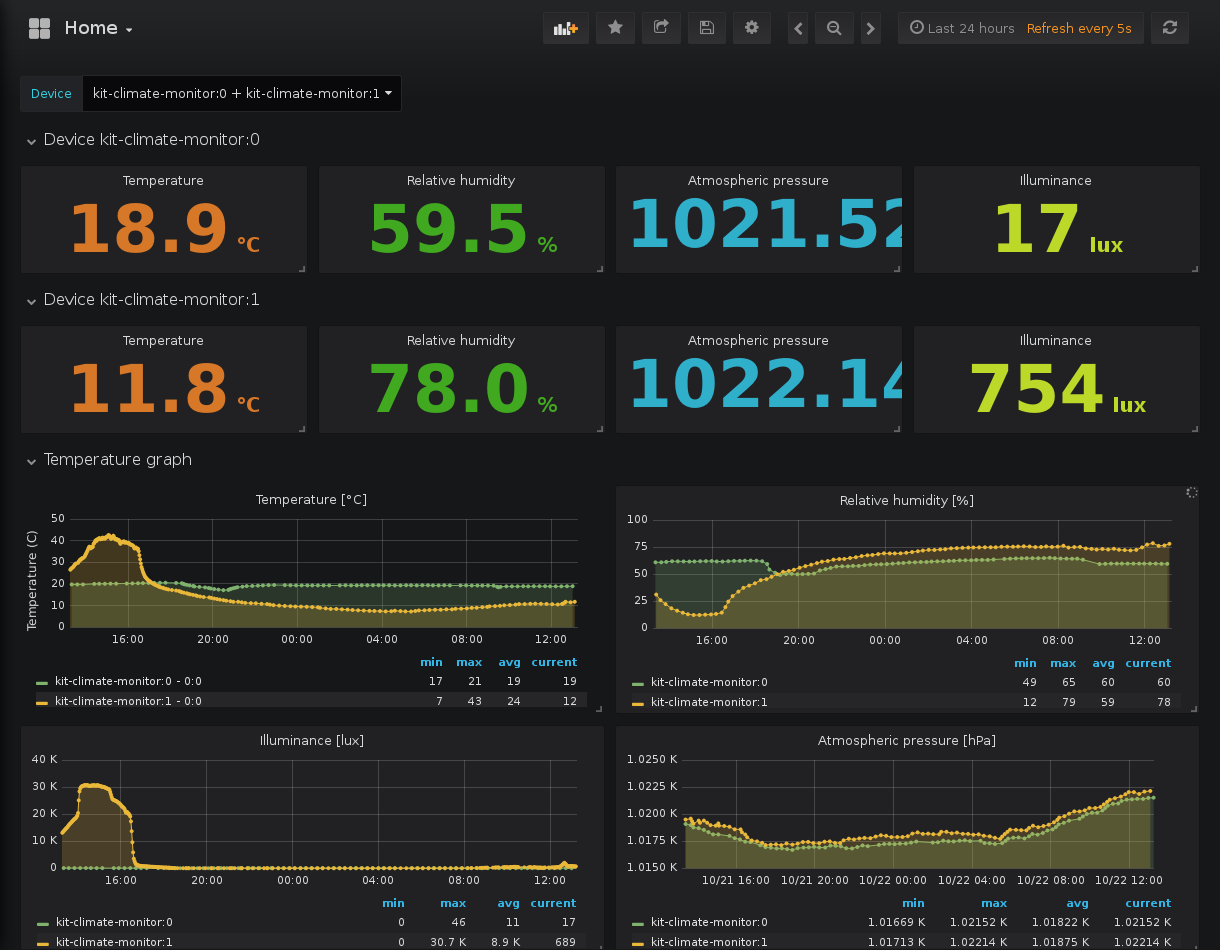 Home
Last 24 hours Refresh every 5s
Device kit-climate-monitor:0 + kit-climate-monitor:1
Device kit-climate-monitor:0
Temperature Relative humidity Atmospheric pressure Illuminance
18.9 °C 59.5 % 1021.52 17 lux
Device kit-climate-monitor:1
Temperature Relative humidity Atmospheric pressure Illuminance
11.8 °C 78.0 % 1022.14 754 lux
Temperature graph
Temperature [°C]
Temperature (C)
50
40
30
20
10
0
16:00 20:00 00:00 04:00 08:00 12:00
min max avg current
kit-climate-monitor:0 - 0:0 17 21 19 19
kit-climate-monitor:1 - 0:0 7 43 24 12
Relative humidity [%]
100
75
50
25
0
16:00 20:00 00:00 04:00 08:00 12:00
min max avg current
kit-climate-monitor:0 49 65 60 60
kit-climate-monitor:1 12 79 59 78
Illuminance [lux]
40 K
30 K
20 K
10 K
0
16:00 20:00 00:00 04:00 08:00 12:00
min max avg current
kit-climate-monitor:0 0 46 11 17
kit-climate-monitor:1 0 30.7 K 8.9 K 689
Atmospheric pressure [hPa]
1.0250 K
1.0225 K
1.0200 K
1.0175 K
1.0150 K
10/21 16:00 10/21 20:00 10/22 00:00 10/22 04:00 10/22 08:00 10/22 12:00
min max avg current
kit-climate-monitor:0 1.01669 K 1.02152 K 1.01822 K 1.02152 K
kit-climate-monitor:1 1.01713 K 1.02214 K 1.01875 K 1.02214 K